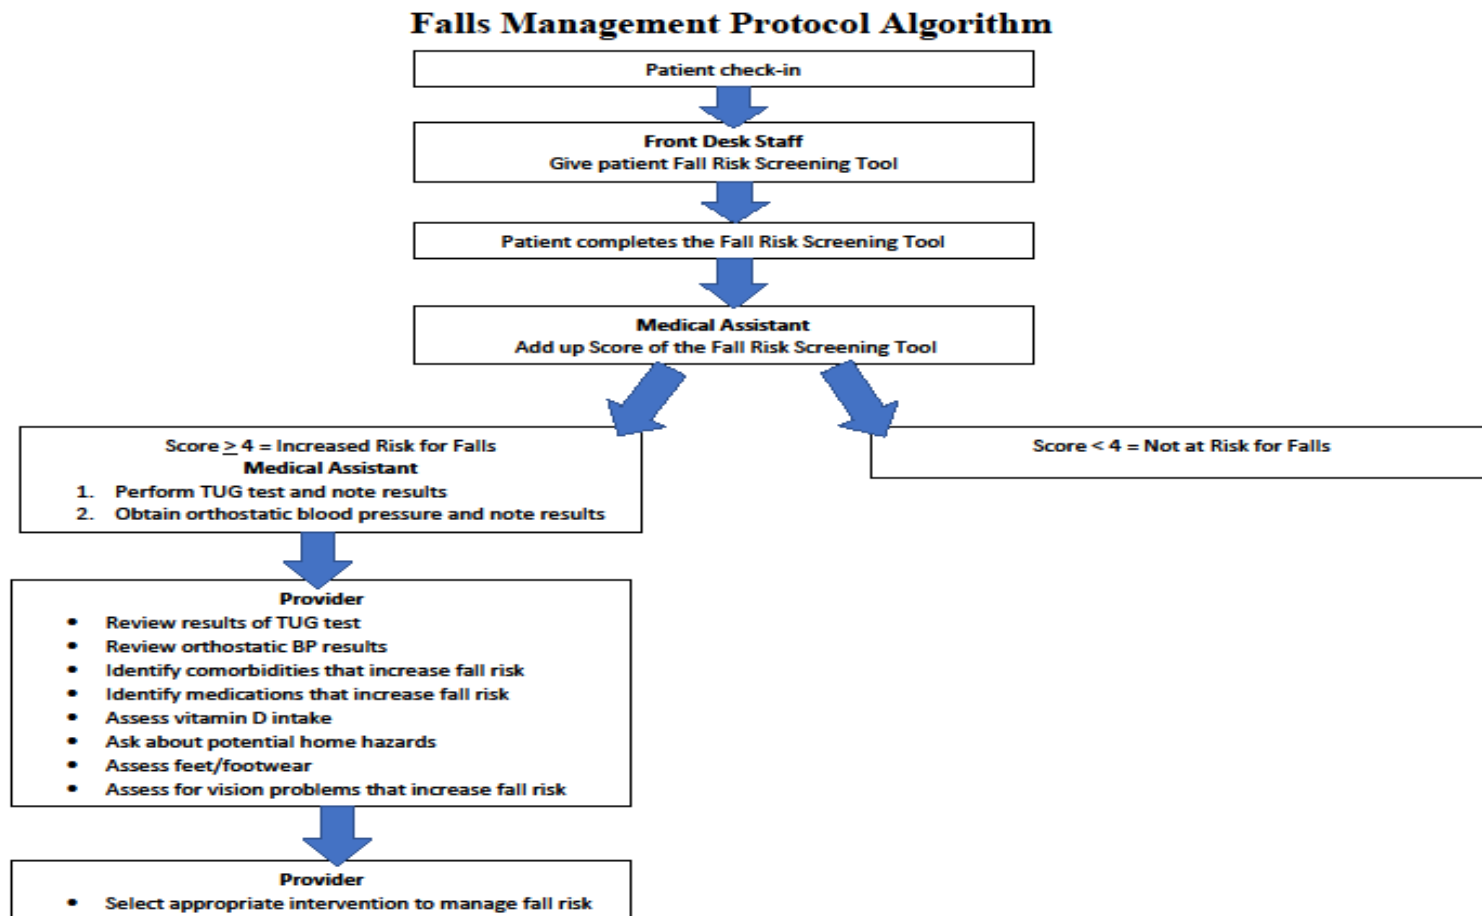 Falls Management Protocol Algorithm
Patient check-in
Front Desk Staff
Give patient Fall Risk Screening Tool
Patient completes the Fall Risk Screening Tool
Medical Assistant
Add up Score of the Fall Risk Screening Tool
Score ≥ 4 = Increased Risk for Falls
Medical Assistant
1. Perform TUG test and note results
2. Obtain orthostatic blood pressure and note results
Score < 4 = Not at Risk for Falls
Provider
• Review results of TUG test
• Review orthostatic BP results
• Identify comorbidities that increase fall risk
• Identify medications that increase fall risk
• Assess vitamin D intake
• Ask about potential home hazards
• Assess feet/footwear
• Assess for vision problems that increase fall risk
Provider
• Select appropriate intervention to manage fall risk